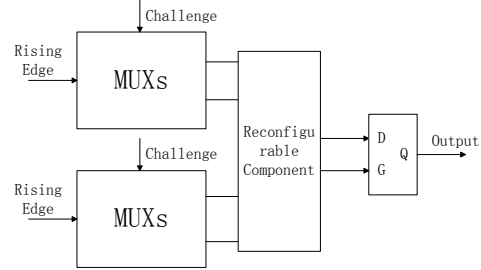 Challenge
Rising
Edge
MUXs
Challenge
Rising
Edge
MUXs
Reconfigu
rable
Component
D
G
Q
Output